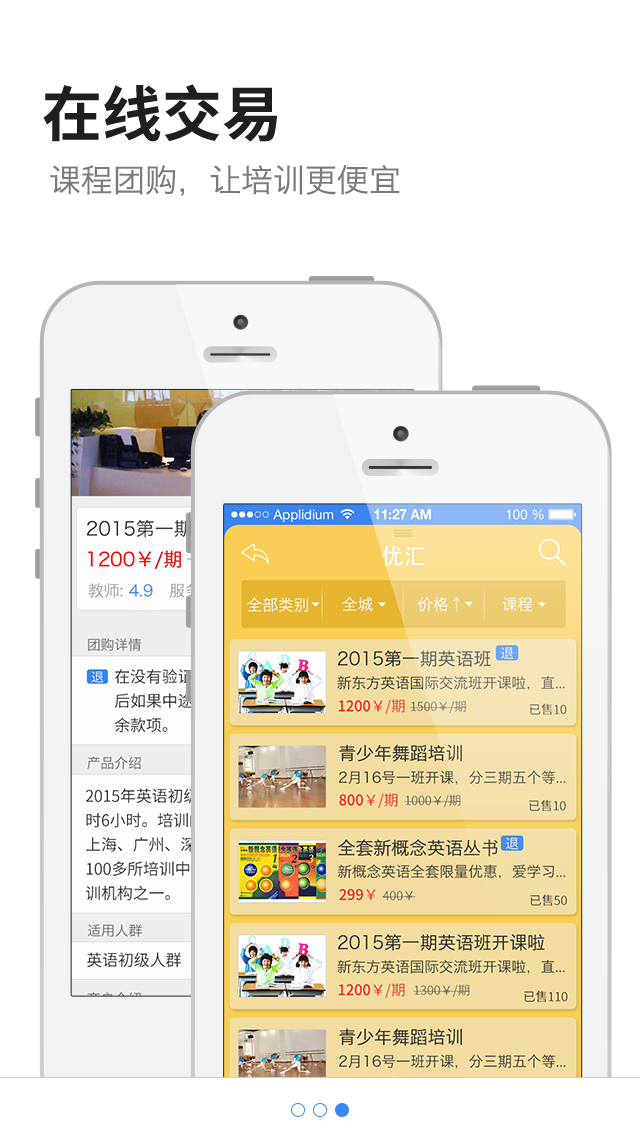 在线交易
课程团购，让培训更便宜
2015第一期
1200￥/期
教师: 4.9 服务
团购详情
退 在没有验证
后如果中途
余款项。
产品介绍
2015年英语初级
时6小时。培训
上海、广州、深
100多所培训中
训机构之一。
适用人群
英语初级人群
Applidium 11:27 AM 100 %
优汇
全部类别 全城 价格↑ 课程
2015第一期英语班 退
新东方英语国际交流班开课啦，直...
1200￥/期 1500￥/期 已售10
青少年舞蹈培训
2月16号一班开课，分三期五个等...
800￥/期 1000￥/期 已售10
全套新概念英语丛书 退
新概念英语全套限量优惠，爱学习...
299￥ 400￥ 已售50
2015第一期英语班开课啦
新东方英语国际交流班开课啦，直...
1200￥/期 1300￥/期 已售110
青少年舞蹈培训
2月16号一班开课，分三期五个等...